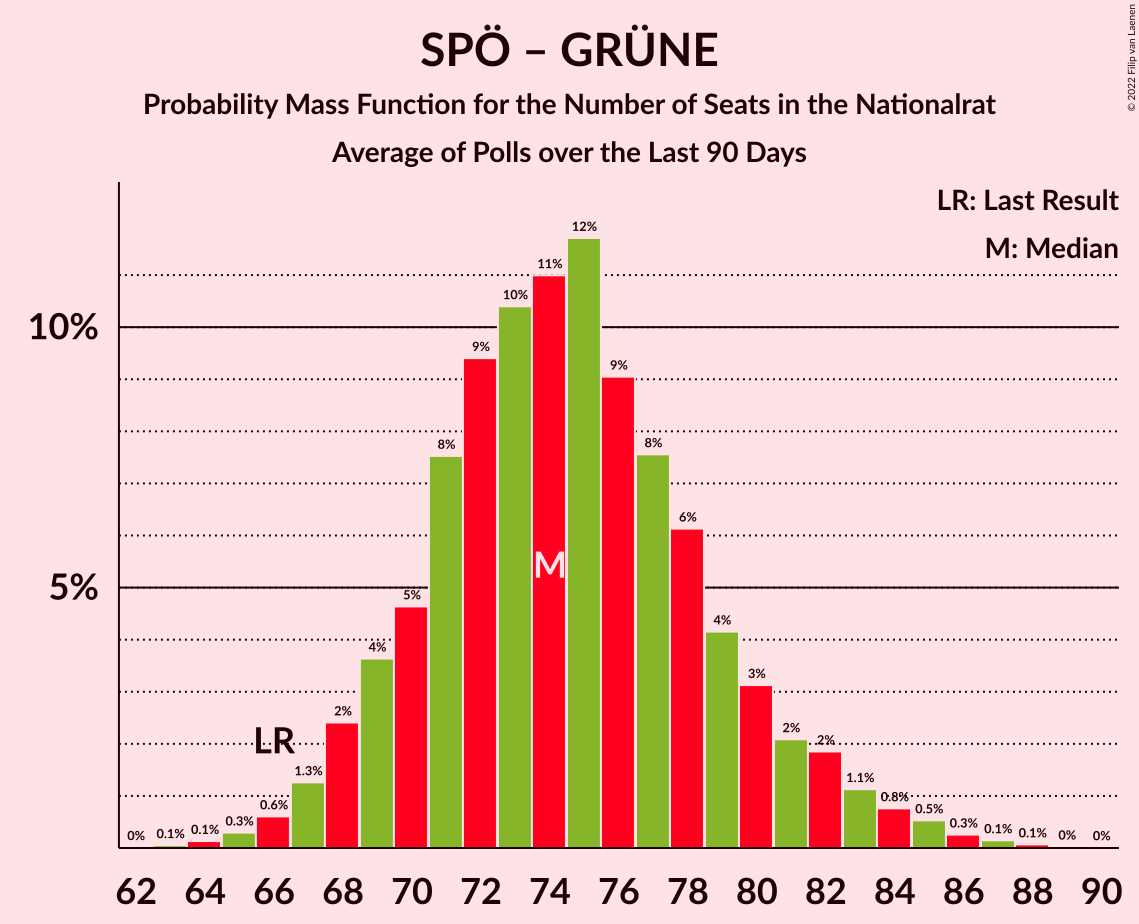 SPÖ – GRÜNE
Probability Mass Function for the Number of Seats in the Nationalrat
Average of Polls over the Last 90 Days
© 2022 Filip van Laenen
LR: Last Result
M: Median
10%
5%
0% 0.1% 0.1% 0.3% 0.6% 1.3% 2% 4% 5% 8% 9% 10% 11% 12% 9% 8% 6% 4% 3% 2% 2% 1.1% 0.8% 0.5% 0.3% 0.1% 0.1% 0% 0%
LR
M
62 64 66 68 70 72 74 76 78 80 82 84 86 88 90